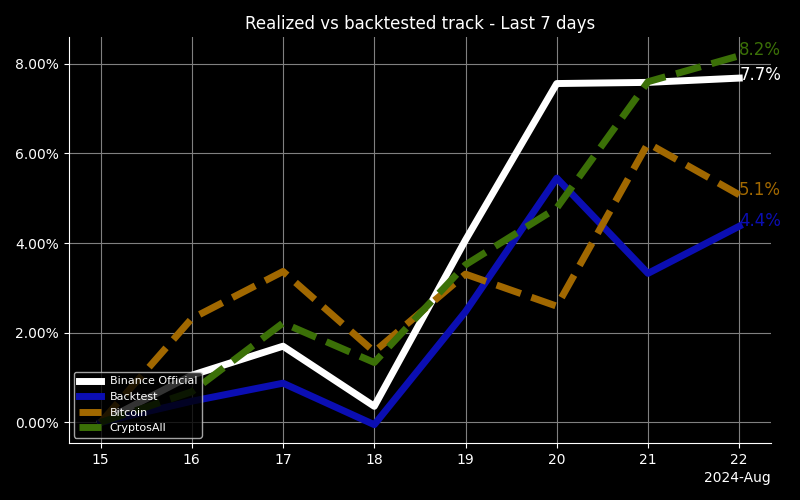 Realized vs backtested track - Last 7 days
8.00%
6.00%
4.00%
2.00%
0.00%
8.2%
7.7%
5.1%
4.4%
Binance Official
Backtest
Bitcoin
CryptosAll
15 16 17 18 19 20 21 22
2024-Aug